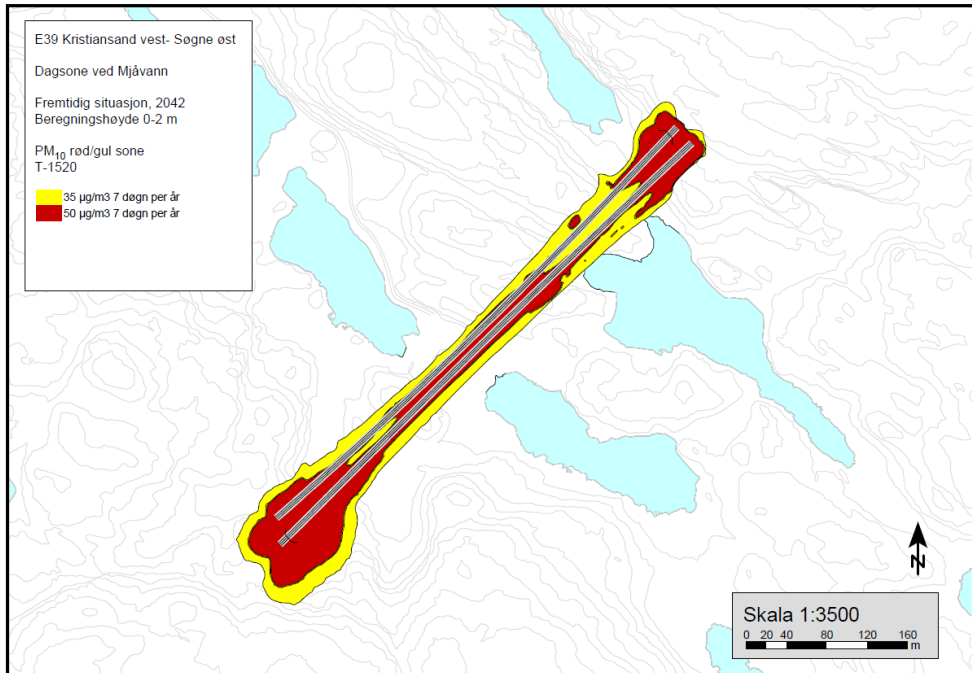 E39 Kristiansand vest- Søgne øst
Dagsone ved Mjåvann
Fremtidig situasjon, 2042
Beregningshøyde 0-2 m
PM₁₀ rød/gul sone
T-1520
35 µg/m3 7 døgn per år
50 µg/m3 7 døgn per år
N
Skala 1:3500
0 20 40 80 120 160
m